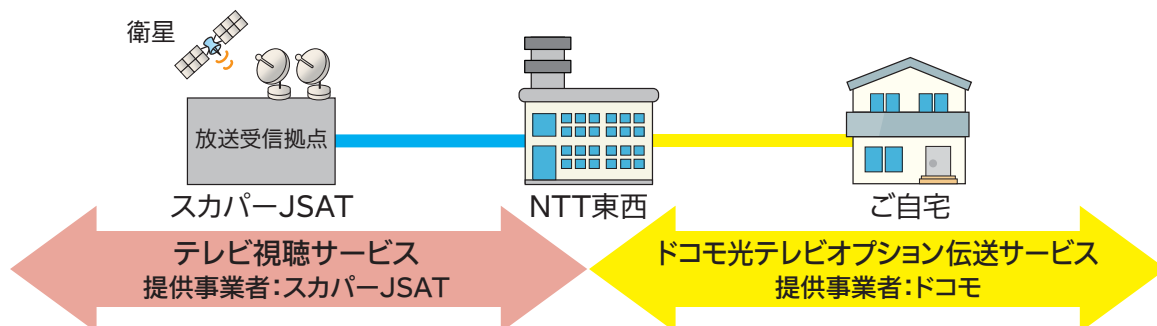 衛星
放送受信拠点
スカパーJSAT
NTT東西
ご自宅
テレビ視聴サービス
提供事業者:スカパーJSAT
ドコモ光テレビオプション伝送サービス
提供事業者:ドコモ